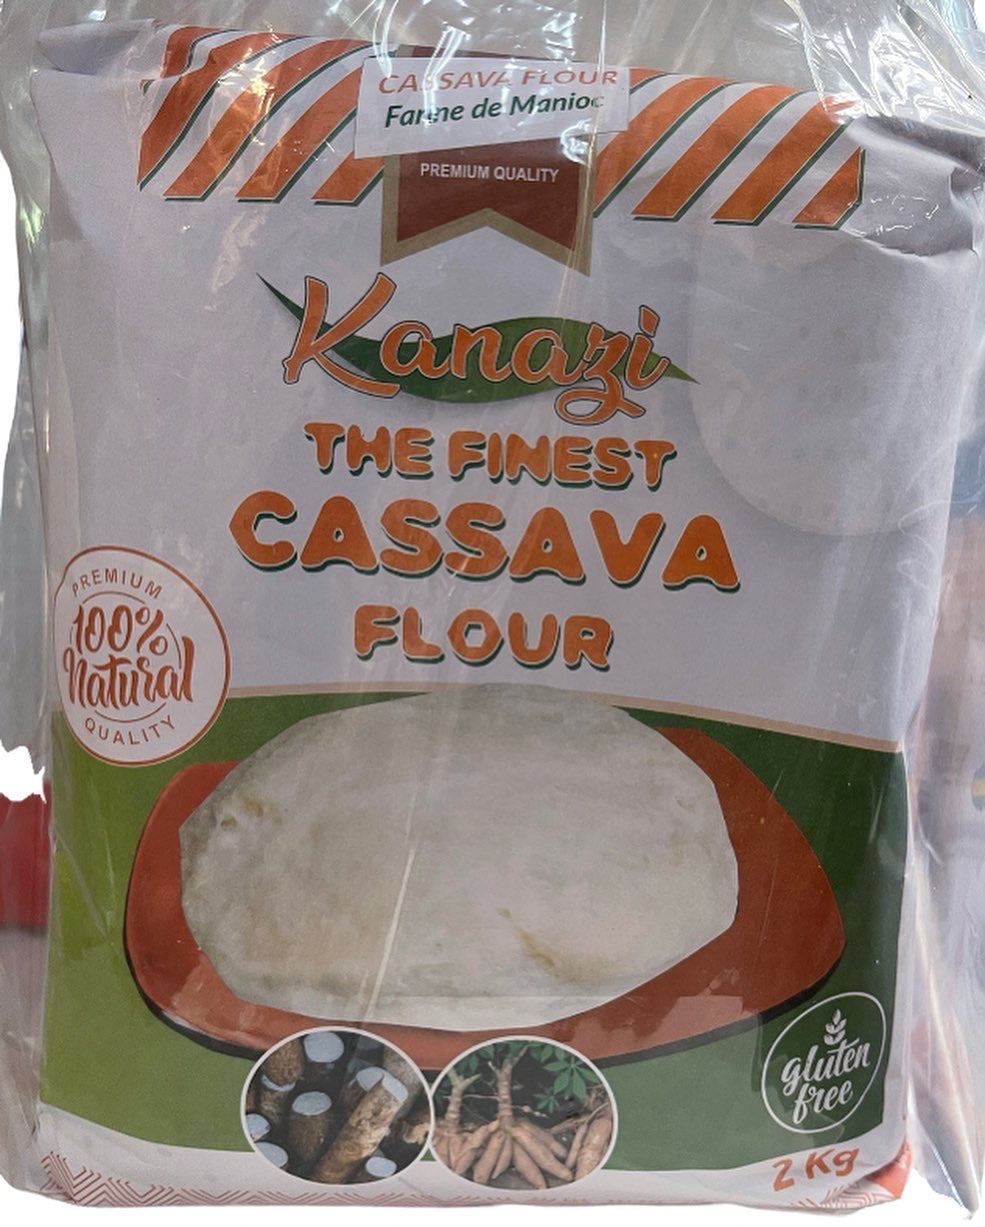 CASSAVA FLOUR
Farine de Manioc
PREMIUM QUALITY
Kanazi
THE FINEST
CASSAVA
FLOUR
PREMIUM
100%
Natural
QUALITY
gluten
free
2 Kg